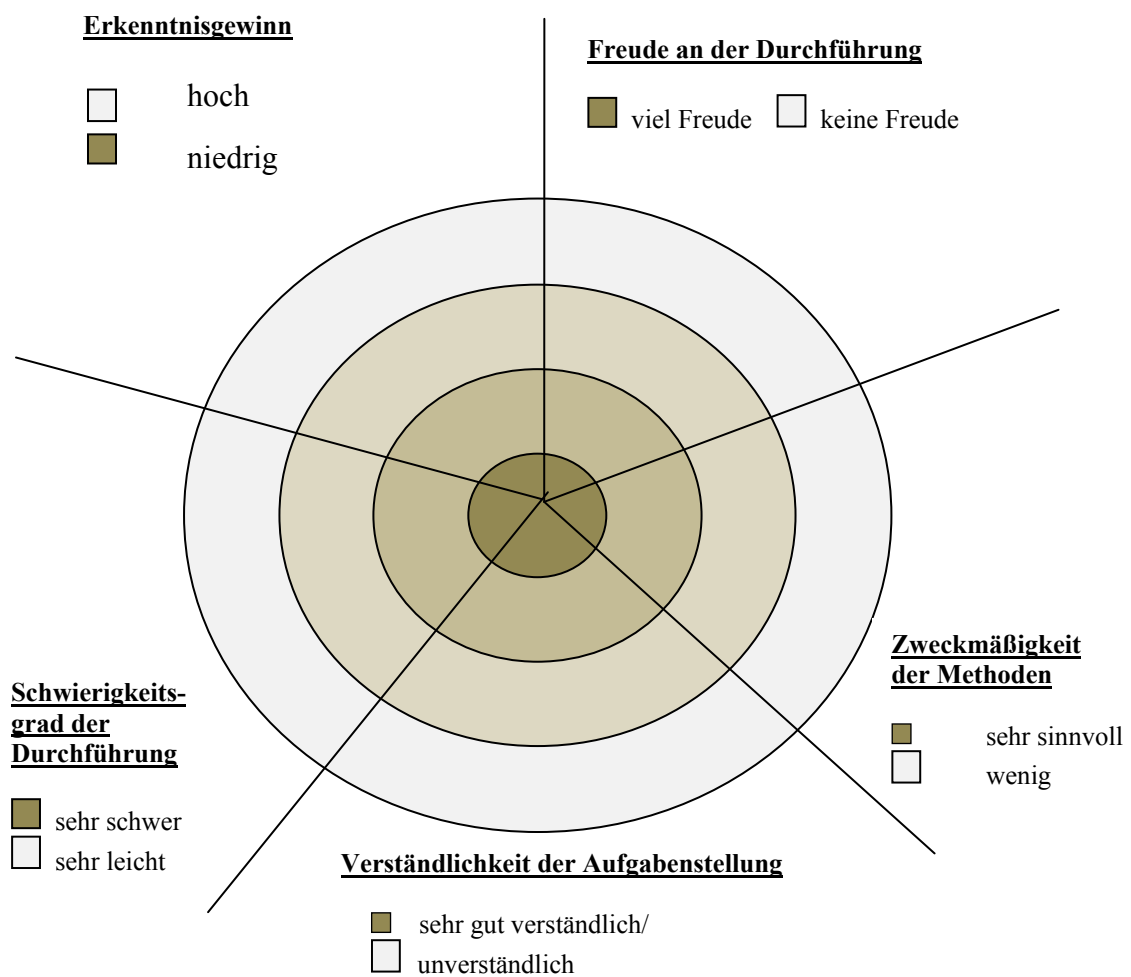 Erkenntnisgewinn
hoch
niedrig
Freude an der Durchführung
viel Freude keine Freude
Zweckmäßigkeit
der Methoden
sehr sinnvoll
wenig
Schwierigkeits-
grad der
Durchführung
sehr schwer
sehr leicht
Verständlichkeit der Aufgabenstellung
sehr gut verständlich/
unverständlich